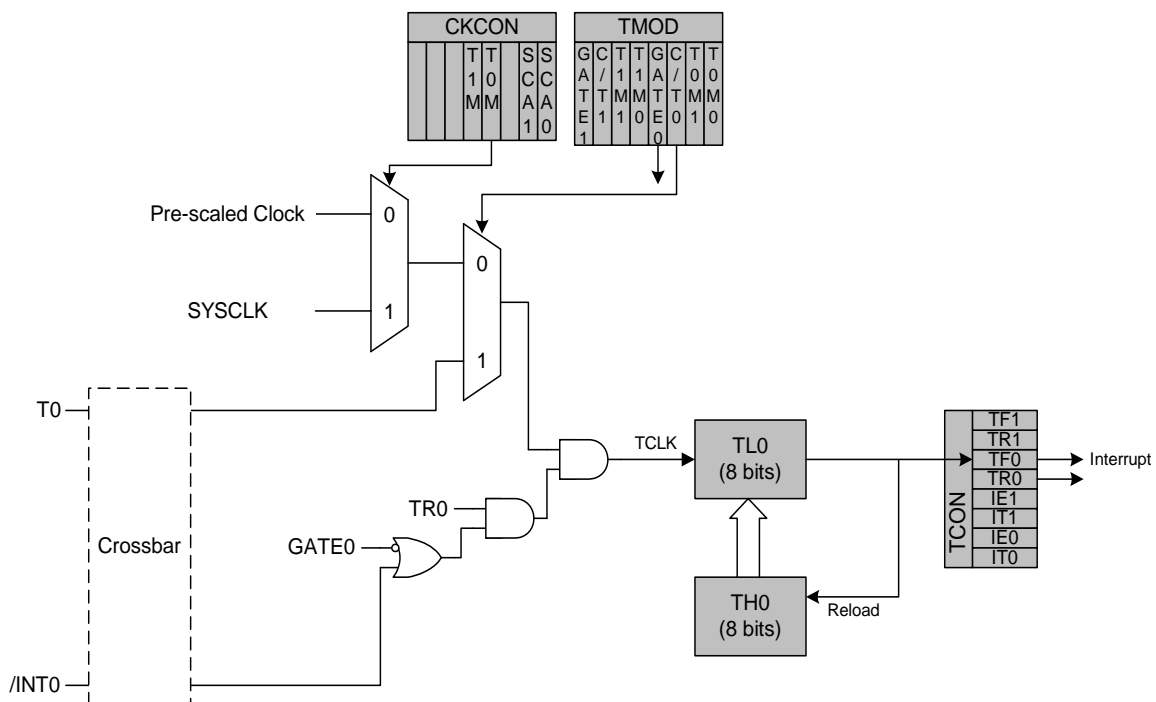 CKCON
T1M
T0M
SCA1
SCA0
TMOD
GATE1
C/T1
T1M1
T1M0
GATE0
C/T0
T0M1
T0M0
Pre-scaled Clock
0
SYSCLK
1
0
1
T0
Crossbar
/INT0
TR0
GATE0
TCLK
TL0
(8 bits)
TH0
(8 bits)
Reload
TCON
TF1
TR1
TF0
TR0
IE1
IT1
IE0
IT0
Interrupt